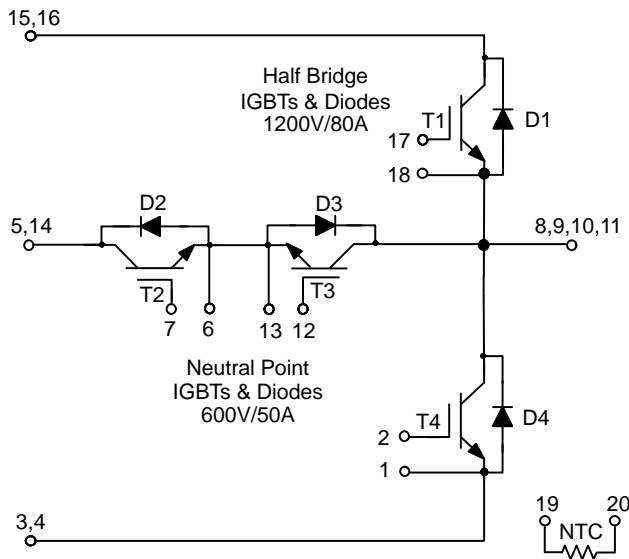 15,16
Half Bridge
IGBTs & Diodes
1200V/80A
T1
D1
17
18
D2
D3
5,14
8,9,10,11
T2
T3
7
6
13
12
Neutral Point
IGBTs & Diodes
600V/50A
T4
D4
2
1
3,4
19
20
NTC